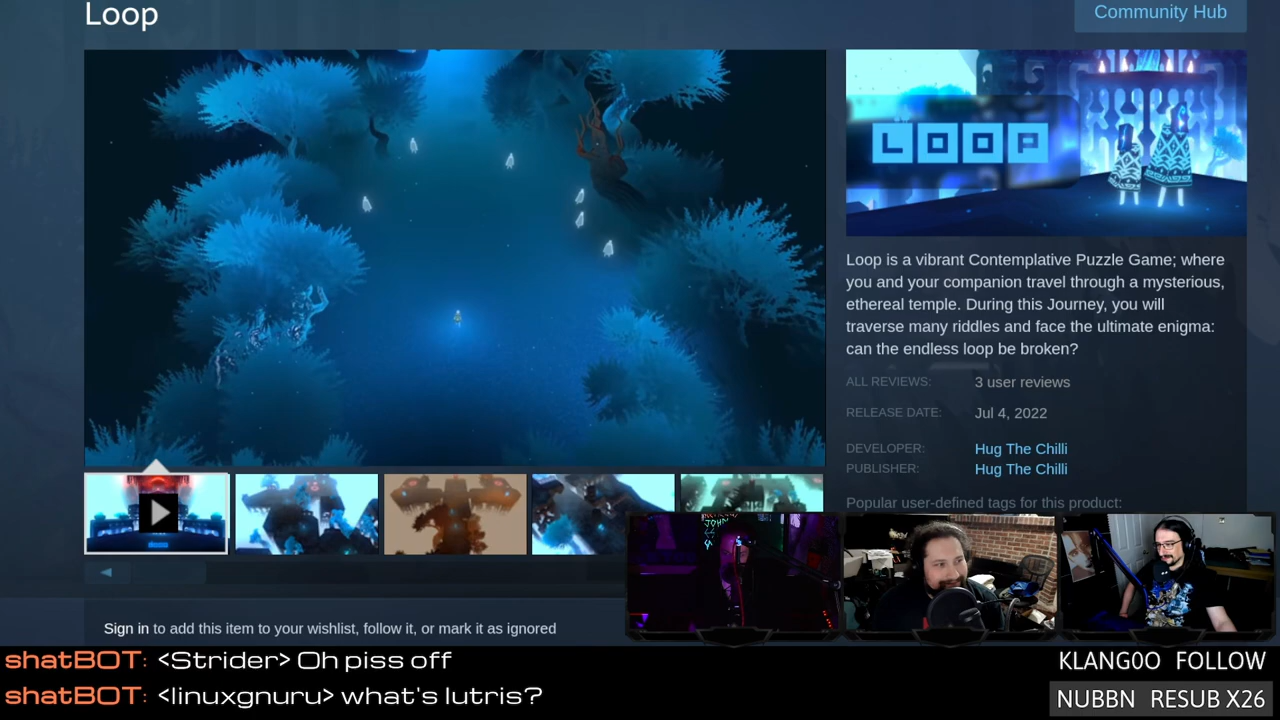 Loop
Community Hub
LOOP
Loop is a vibrant Contemplative Puzzle Game; where
you and your companion travel through a mysterious,
ethereal temple. During this Journey, you will
traverse many riddles and face the ultimate enigma:
can the endless loop be broken?
ALL REVIEWS: 3 user reviews
RELEASE DATE: Jul 4, 2022
DEVELOPER: Hug The Chilli
PUBLISHER: Hug The Chilli
Popular user-defined tags for this product:
Sign in to add this item to your wishlist, follow it, or mark it as ignored
shatBOT: <Strider> Oh piss off
shatBOT: <linuxgnuru> what's lutris?
KLANG0O FOLLOW
NUBBN RESUB X26